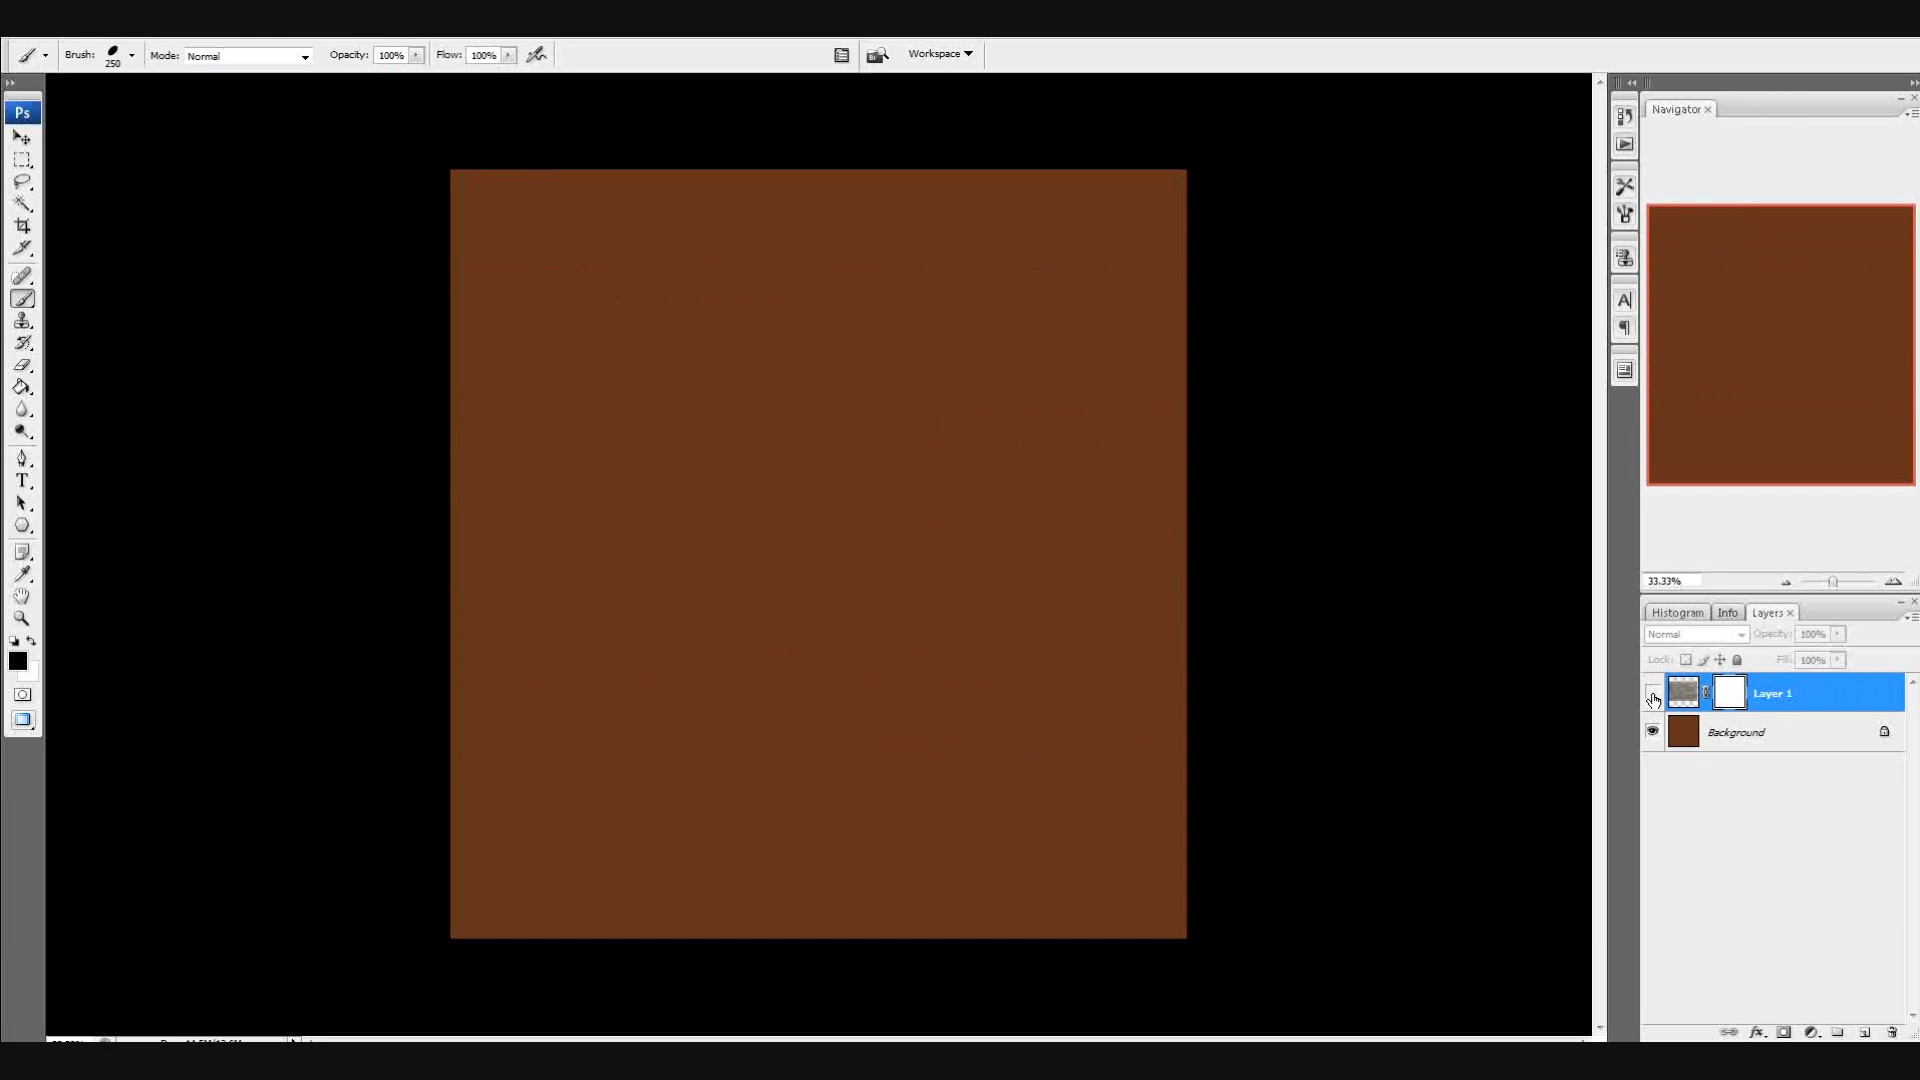 Brush: 250 Mode: Normal Opacity: 100% Flow: 100% Workspace
Ps
Navigator
33.33%
Histogram Info Layers
Normal Opacity: 100%
Lock: Fill: 100%
Layer 1
Background